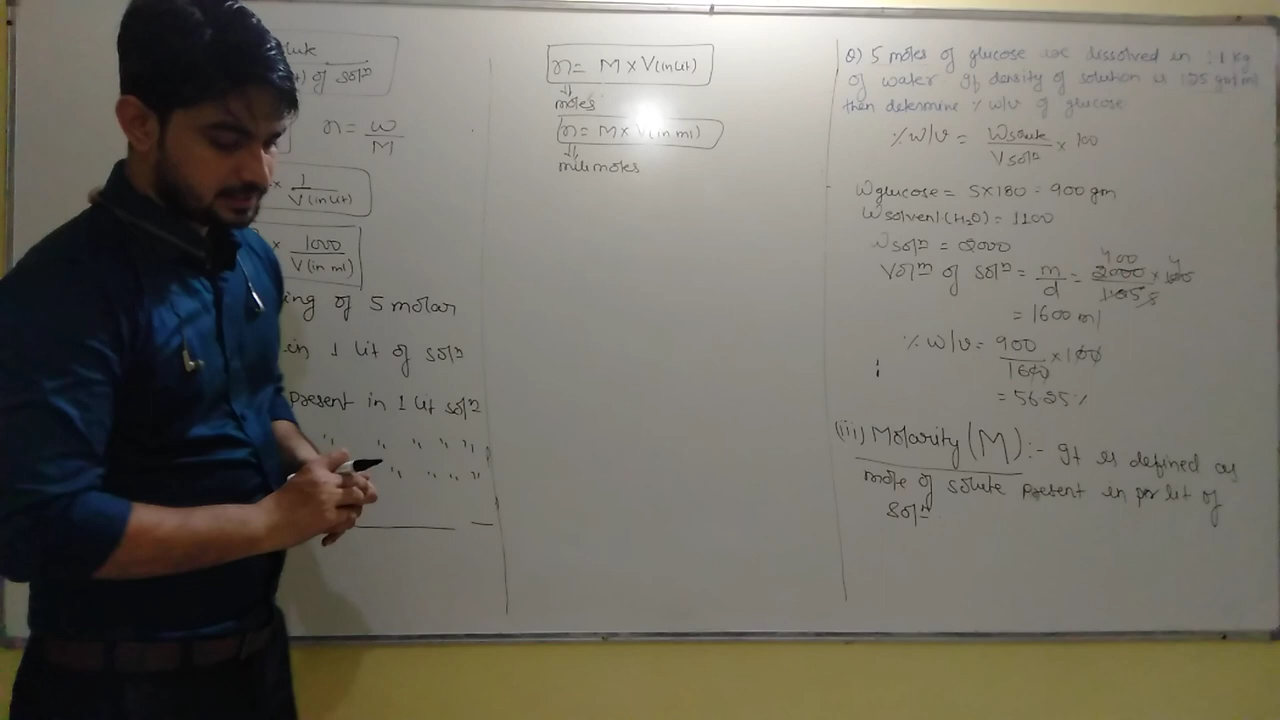 of solⁿ
n = W/M
× 1/V(in Lit)
× 1000/V(in ml)
ing of 5 molar
in 1 lit of solⁿ
present in 1 Lit solⁿ
" " " " " "
" " " "
n = M × V(in Lit)
moles
n = M × V(in ml)
milimoles
Q) 5 moles of glucose are dissolved in 1.1 Kg
of water If density of solution is 1.25 gm/ml
then determine % w/v of glucose
% W/V = Wsolute/Vsolⁿ × 100
Wglucose = 5×180 = 900 gm
Wsolvent (H₂O) = 1100
Wsolⁿ = 2000
400 4
Volᵐ of solⁿ = m/d = 2000/125 × 100
= 1600 ml
% W/V = 900/1600 × 100
= 56.25 %
(iii) Molarity (M) :- It is defined as
mole of solute present in per lit of
solⁿ